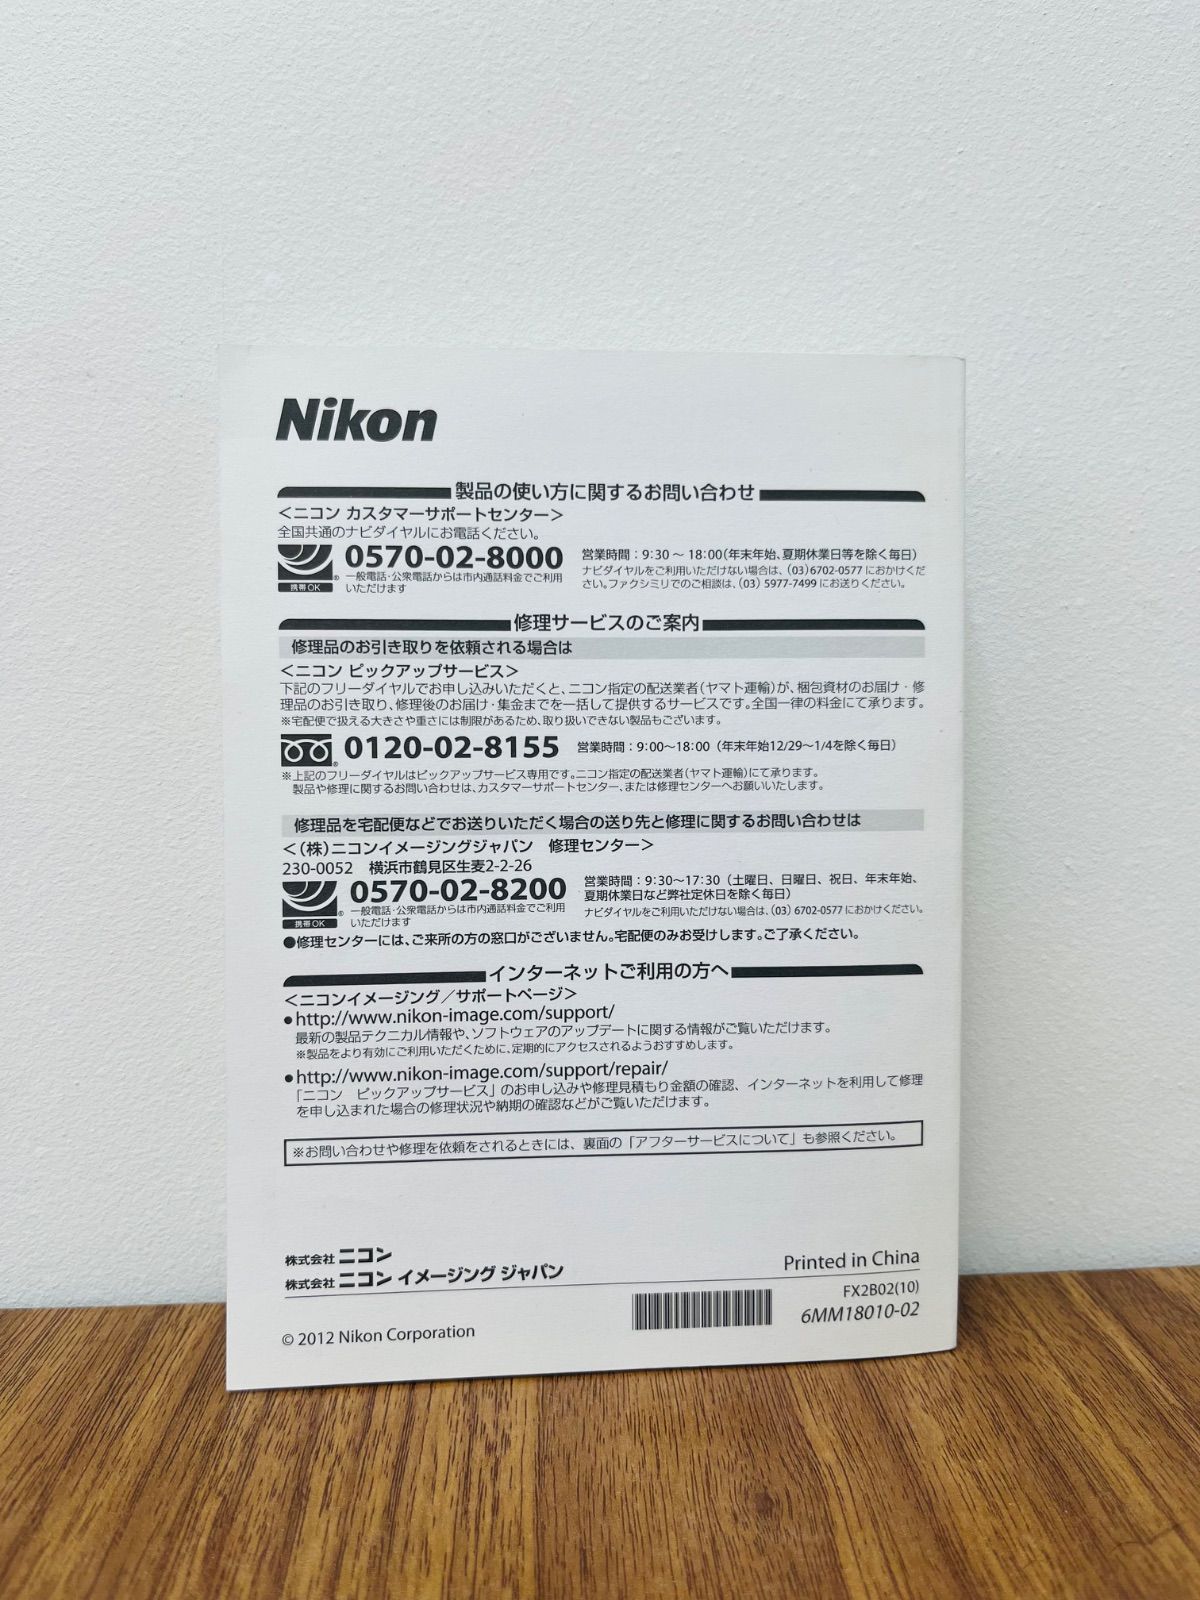 Nikon
製品の使い方に関するお問い合わせ
<ニコン カスタマーサポートセンター>
全国共通のナビダイヤルにお電話ください。
0570-02-8000
携帯OK
一般電話・公衆電話からは市内通話料金でご利用
いただけます
営業時間：9:30 〜 18:00(年末年始、夏期休業日等を除く毎日)
ナビダイヤルをご利用いただけない場合は、(03)6702-0577 におかけくだ
さい。ファクシミリでのご相談は、(03) 5977-7499 にお送りください。
修理サービスのご案内
修理品のお引き取りを依頼される場合は
<ニコン ピックアップサービス>
下記のフリーダイヤルでお申し込みいただくと、ニコン指定の配送業者(ヤマト運輸)が、梱包資材のお届け・修
理品のお引き取り、修理後のお届け・集金までを一括して提供するサービスです。全国一律の料金にて承ります。
※宅配便で扱える大きさや重さには制限があるため、取り扱いできない製品もございます。
0120-02-8155
営業時間：9:00〜18:00 (年末年始12/29〜1/4を除く毎日)
※上記のフリーダイヤルはピックアップサービス専用です。ニコン指定の配送業者(ヤマト運輸)にて承ります。
製品や修理に関するお問い合わせは、カスタマーサポートセンター、または修理センターへお願いいたします。
修理品を宅配便などでお送りいただく場合の送り先と修理に関するお問い合わせは
<(株)ニコンイメージングジャパン 修理センター>
230-0052 横浜市鶴見区生麦2-2-26
0570-02-8200
携帯OK
一般電話・公衆電話からは市内通話料金でご利用
いただけます
営業時間：9:30〜17:30 (土曜日、日曜日、祝日、年末年始、
夏期休業日など弊社定休日を除く毎日)
ナビダイヤルをご利用いただけない場合は、(03) 6702-0577 におかけください。
●修理センターには、ご来所の方の窓口がございません。宅配便のみお受けします。ご了承ください。
インターネットご利用の方へ
<ニコンイメージング／サポートページ>
●http://www.nikon-image.com/support/
最新の製品テクニカル情報や、ソフトウェアのアップデートに関する情報がご覧いただけます。
※製品をより有効にご利用いただくために、定期的にアクセスされるようおすすめします。
●http://www.nikon-image.com/support/repair/
「ニコン ピックアップサービス」のお申し込みや修理見積もり金額の確認、インターネットを利用して修理
を申し込まれた場合の修理状況や納期の確認などがご覧いただけます。
※お問い合わせや修理を依頼をされるときには、裏面の「アフターサービスについて」も参照ください。
株式会社 ニコン
株式会社 ニコン イメージング ジャパン
Printed in China
FX2B02(10)
6MM18010-02
© 2012 Nikon Corporation